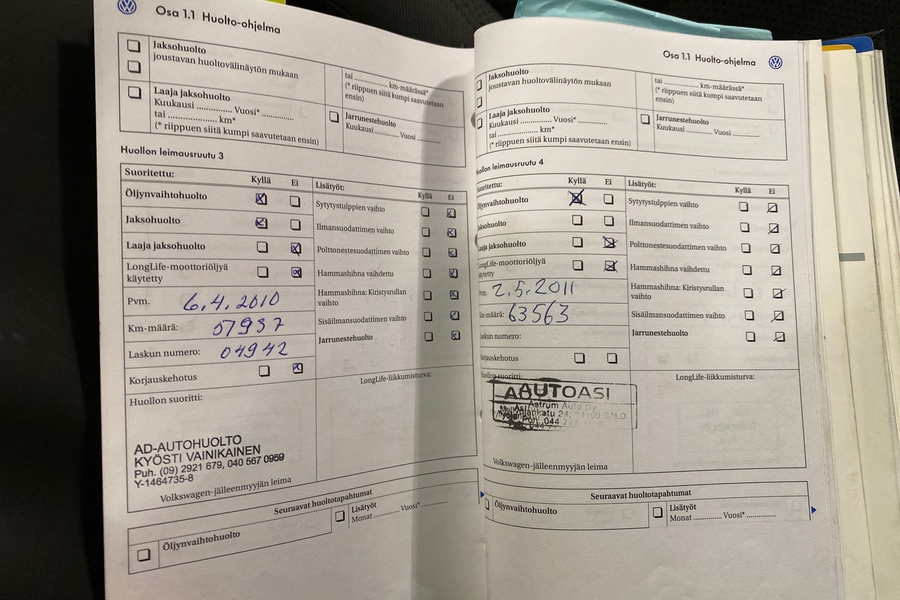 Osa 1.1 Huolto-ohjelma
Jaksohuolto
joustavan huoltovälinäytön mukaan
tai .............. km-määrässä*
(* riippuen siitä kumpi saavutetaan
ensin)
Laaja jaksohuolto
Kuukausi .............. Vuosi* ..............
tai .............. km*
(* riippuen siitä kumpi saavutetaan ensin)
Jarrunestehuolto
Kuukausi .............. Vuosi ..............
Huollon leimausruutu 3
Suoritettu: Kyllä Ei
Öljynvaihtohuolto
Jaksohuolto
Laaja jaksohuolto
LongLife-moottoriöljyä
käytetty
Pvm. 6.4.2010
Km-määrä: 57937
Laskun numero: 04942
Korjauskehotus
Lisätyöt: Kyllä Ei
Sytytystulppien vaihto
Ilmansuodattimen vaihto
Polttonestesuodattimen vaihto
Hammashihna vaihdettu
Hammashihna: Kiristysrullan
vaihto
Sisäilmansuodattimen vaihto
Jarrunestehuolto
Huollon suoritti:
LongLife-liikkumisturva:
AD-AUTOHUOLTO
KYÖSTI VAINIKAINEN
Puh. (09) 2921 679, 040 567 0959
Y-1464735-8
Volkswagen-jälleenmyyjän leima
Seuraavat huoltotapahtumat
Öljynvaihtohuolto
Lisätyöt
Monat .............. Vuosi* ..............
Osa 1.1 Huolto-ohjelma
Jaksohuolto
joustavan huoltovälinäytön mukaan
tai .............. km-määrässä*
(* riippuen siitä kumpi saavutetaan
ensin)
Laaja jaksohuolto
Kuukausi .............. Vuosi* ..............
tai .............. km*
(* riippuen siitä kumpi saavutetaan ensin)
Jarrunestehuolto
Kuukausi .............. Vuosi ..............
Huollon leimausruutu 4
Suoritettu: Kyllä Ei
Öljynvaihtohuolto
Jaksohuolto
Laaja jaksohuolto
LongLife-moottoriöljyä
käytetty
Pvm. 2.5.2011
Km-määrä: 63563
Laskun numero:
Korjauskehotus
Lisätyöt: Kyllä Ei
Sytytystulppien vaihto
Ilmansuodattimen vaihto
Polttonestesuodattimen vaihto
Hammashihna vaihdettu
Hammashihna: Kiristysrullan
vaihto
Sisäilmansuodattimen vaihto
Jarrunestehuolto
Huollon suoritti:
LongLife-liikkumisturva:
AUTOASI
Astrum Auto Oy
044
Volkswagen-jälleenmyyjän leima
Seuraavat huoltotapahtumat
Öljynvaihtohuolto
Lisätyöt
Monat .............. Vuosi* ..............